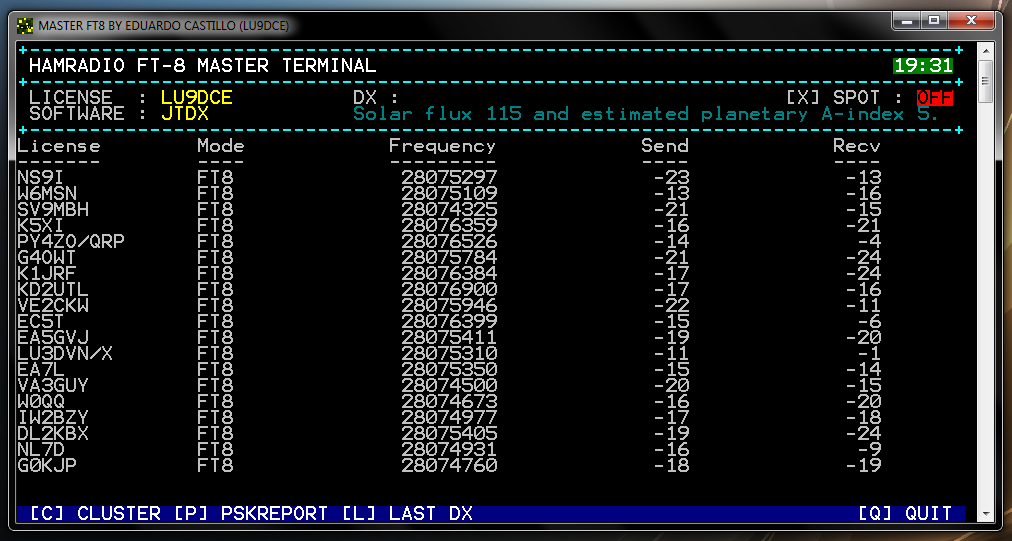 MASTER FT8 BY EDUARDO CASTILLO (LU9DCE)
HAMRADIO FT-8 MASTER TERMINAL 19:31
LICENSE : LU9DCE DX : [X] SPOT : OFF
SOFTWARE : JTDX Solar flux 115 and estimated planetary A-index 5.
License Mode Frequency Send Recv
------- ---- --------- ---- ----
NS9I FT8 28075297 -23 -13
W6MSN FT8 28075109 -13 -16
SV9MBH FT8 28074325 -21 -15
K5XI FT8 28076359 -16 -21
PY4ZO/QRP FT8 28076526 -14 -4
G4OWT FT8 28075784 -21 -24
K1JRF FT8 28076384 -17 -24
KD2UTL FT8 28076900 -17 -16
VE2CKW FT8 28075946 -22 -11
EC5T FT8 28076399 -15 -6
EA5GVJ FT8 28075411 -19 -20
LU3DVN/X FT8 28075310 -11 -1
EA7L FT8 28075350 -15 -14
VA3GUY FT8 28074500 -20 -15
W0QQ FT8 28074673 -16 -20
IW2BZY FT8 28074977 -17 -18
DL2KBX FT8 28075405 -19 -24
NL7D FT8 28074931 -16 -9
G0KJP FT8 28074760 -18 -19
[C] CLUSTER [P] PSKREPORT [L] LAST DX [Q] QUIT